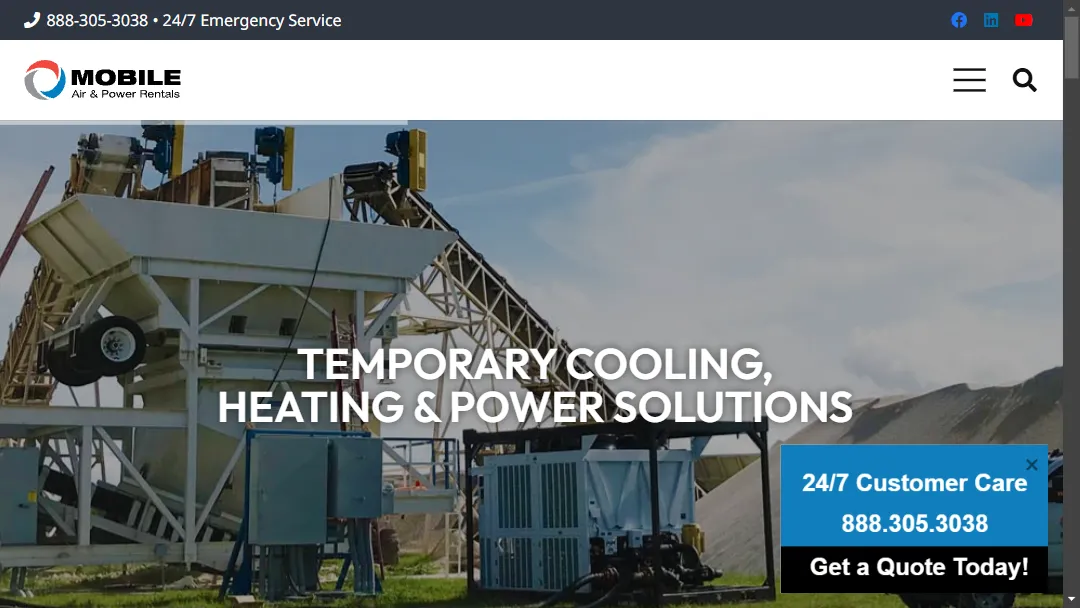 888-305-3038 • 24/7 Emergency Service
MOBILE
Air & Power Rentals
TEMPORARY COOLING,
HEATING & POWER SOLUTIONS
24/7 Customer Care
888.305.3038
Get a Quote Today!